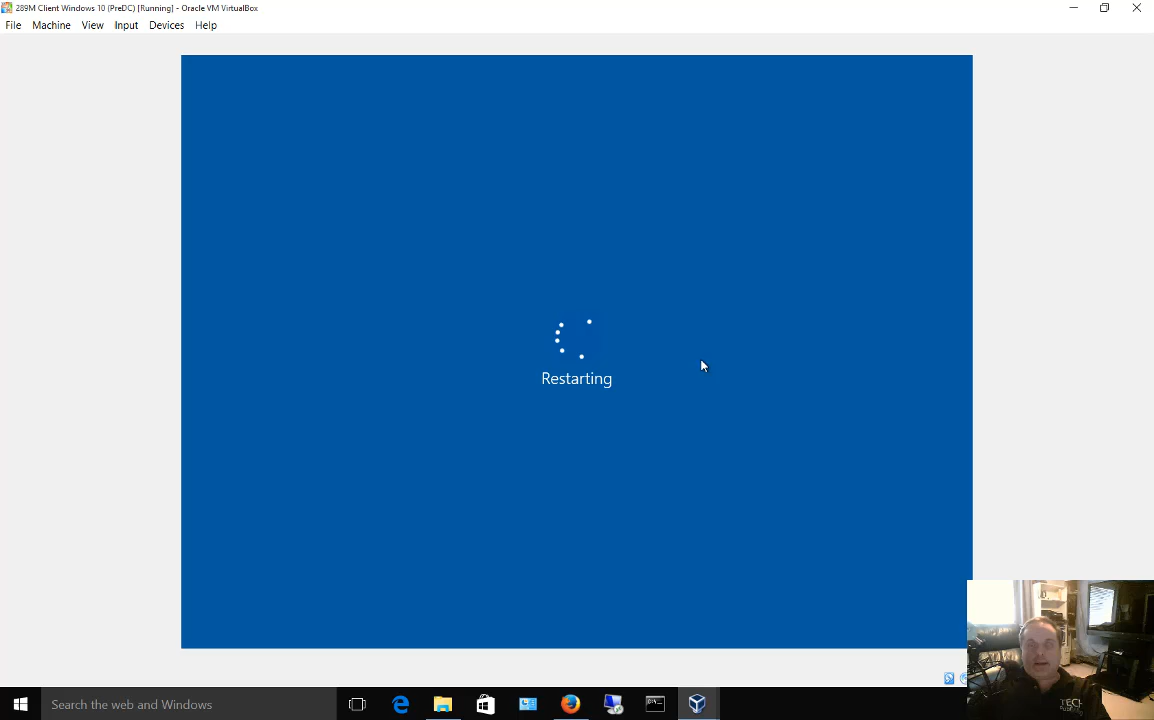 289M Client Windows 10 (PreDC) [Running] - Oracle VM VirtualBox
File Machine View Input Devices Help
Restarting
TECH
Search the web and Windows